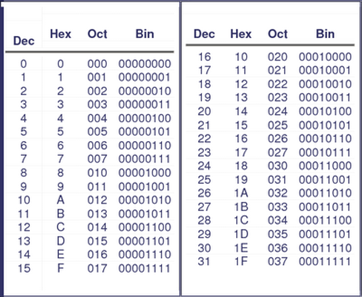 Dec Hex Oct Bin
0 0 000 00000000
1 1 001 00000001
2 2 002 00000010
3 3 003 00000011
4 4 004 00000100
5 5 005 00000101
6 6 006 00000110
7 7 007 00000111
8 8 010 00001000
9 9 011 00001001
10 A 012 00001010
11 B 013 00001011
12 C 014 00001100
13 D 015 00001101
14 E 016 00001110
15 F 017 00001111
Dec Hex Oct Bin
16 10 020 00010000
17 11 021 00010001
18 12 022 00010010
19 13 023 00010011
20 14 024 00010100
21 15 025 00010101
22 16 026 00010110
23 17 027 00010111
24 18 030 00011000
25 19 031 00011001
26 1A 032 00011010
27 1B 033 00011011
28 1C 034 00011100
29 1D 035 00011101
30 1E 036 00011110
31 1F 037 00011111